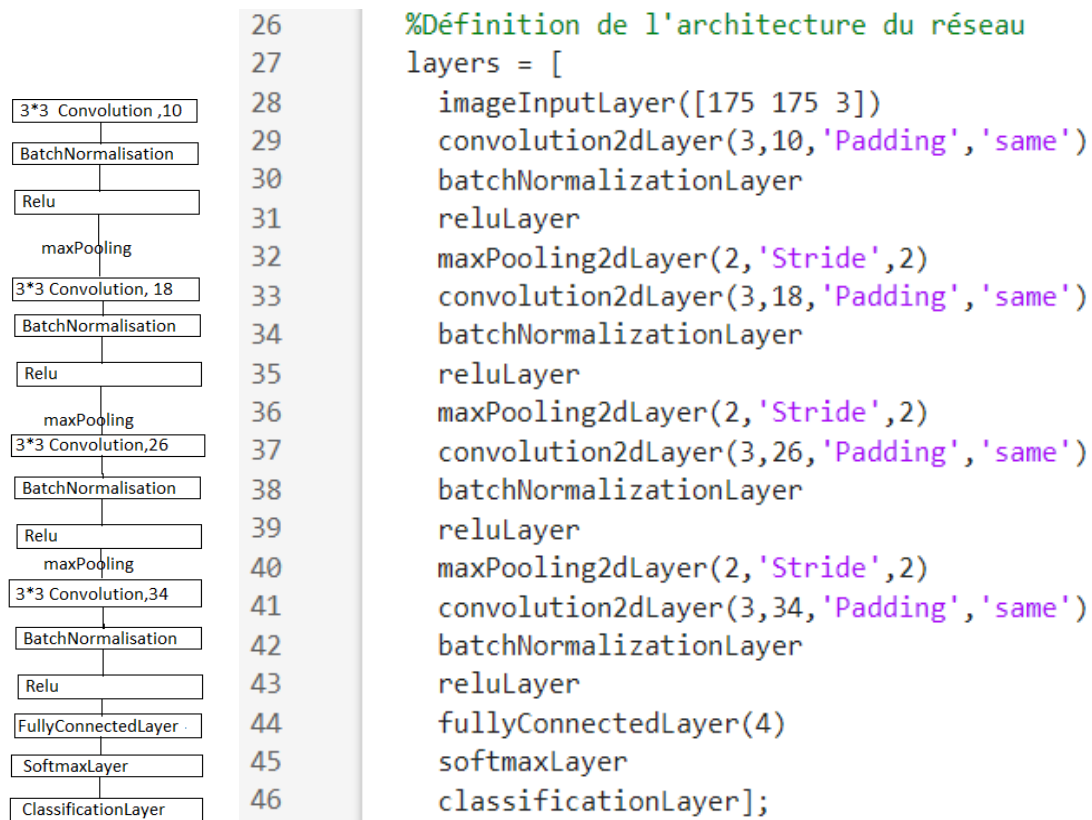 3*3 Convolution ,10
BatchNormalisation
Relu
maxPooling
3*3 Convolution, 18
BatchNormalisation
Relu
maxPooling
3*3 Convolution,26
BatchNormalisation
Relu
maxPooling
3*3 Convolution,34
BatchNormalisation
Relu
FullyConnectedLayer
SoftmaxLayer
ClassificationLayer
26 %Définition de l'architecture du réseau
27 layers = [
28 imageInputLayer([175 175 3])
29 convolution2dLayer(3,10,'Padding','same')
30 batchNormalizationLayer
31 reluLayer
32 maxPooling2dLayer(2,'Stride',2)
33 convolution2dLayer(3,18,'Padding','same')
34 batchNormalizationLayer
35 reluLayer
36 maxPooling2dLayer(2,'Stride',2)
37 convolution2dLayer(3,26,'Padding','same')
38 batchNormalizationLayer
39 reluLayer
40 maxPooling2dLayer(2,'Stride',2)
41 convolution2dLayer(3,34,'Padding','same')
42 batchNormalizationLayer
43 reluLayer
44 fullyConnectedLayer(4)
45 softmaxLayer
46 classificationLayer];